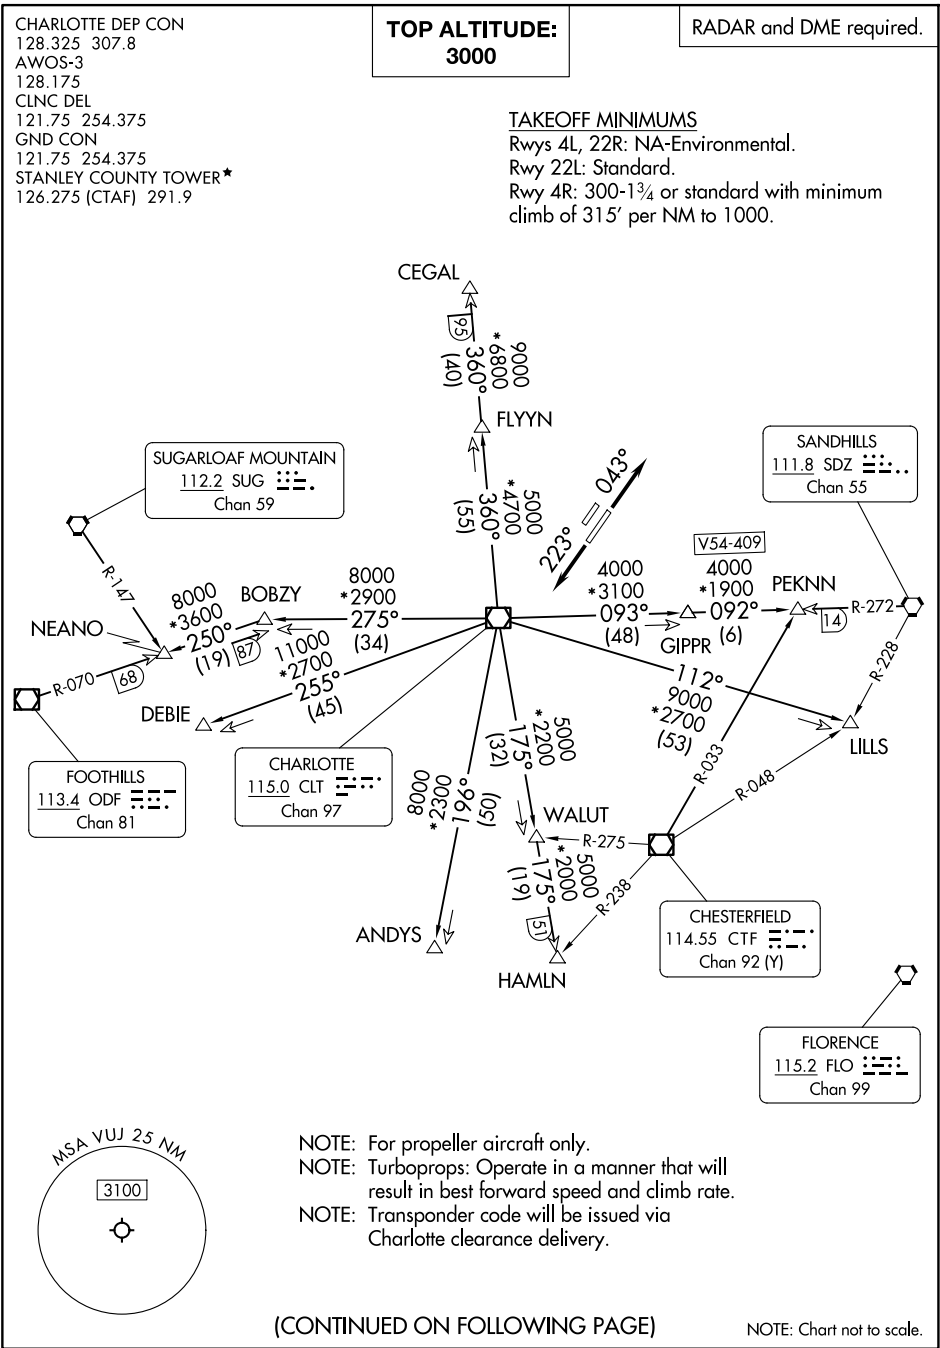 CHARLOTTE DEP CON
128.325 307.8
AWOS-3
128.175
CLNC DEL
121.75 254.375
GND CON
121.75 254.375
STANLEY COUNTY TOWER★
126.275 (CTAF) 291.9
TOP ALTITUDE:
3000
RADAR and DME required.
TAKEOFF MINIMUMS
Rwys 4L, 22R: NA-Environmental.
Rwy 22L: Standard.
Rwy 4R: 300-1¾ or standard with minimum
climb of 315' per NM to 1000.
CEGAL
95
9000
*6800
360°
(40)
FLYYN
5000
*4700
360°
(55)
043°
223°
SUGARLOAF MOUNTAIN
112.2 SUG
Chan 59
SANDHILLS
111.8 SDZ
Chan 55
R-147
NEANO
8000
*3600
250°
(19)
87
BOBZY
8000
*2900
275°
(34)
4000
*3100
093°
(48)
GIPPR
V54-409
4000
*1900
092°
(6)
PEKNN
14
R-272
R-228
R-070
68
DEBIE
11000
*2700
255°
(45)
112°
9000
*2700
(53)
LILLS
FOOTHILLS
113.4 ODF
Chan 81
CHARLOTTE
115.0 CLT
Chan 97
8000
*2300
196°
(50)
ANDYS
5000
*2200
175°
(32)
WALUT
5000
*2000
175°
(19)
51
HAMLN
R-033
R-048
R-275
R-238
CHESTERFIELD
114.55 CTF
Chan 92 (Y)
FLORENCE
115.2 FLO
Chan 99
MSA VUJ 25 NM
3100
NOTE: For propeller aircraft only.
NOTE: Turboprops: Operate in a manner that will
result in best forward speed and climb rate.
NOTE: Transponder code will be issued via
Charlotte clearance delivery.
(CONTINUED ON FOLLOWING PAGE)
NOTE: Chart not to scale.